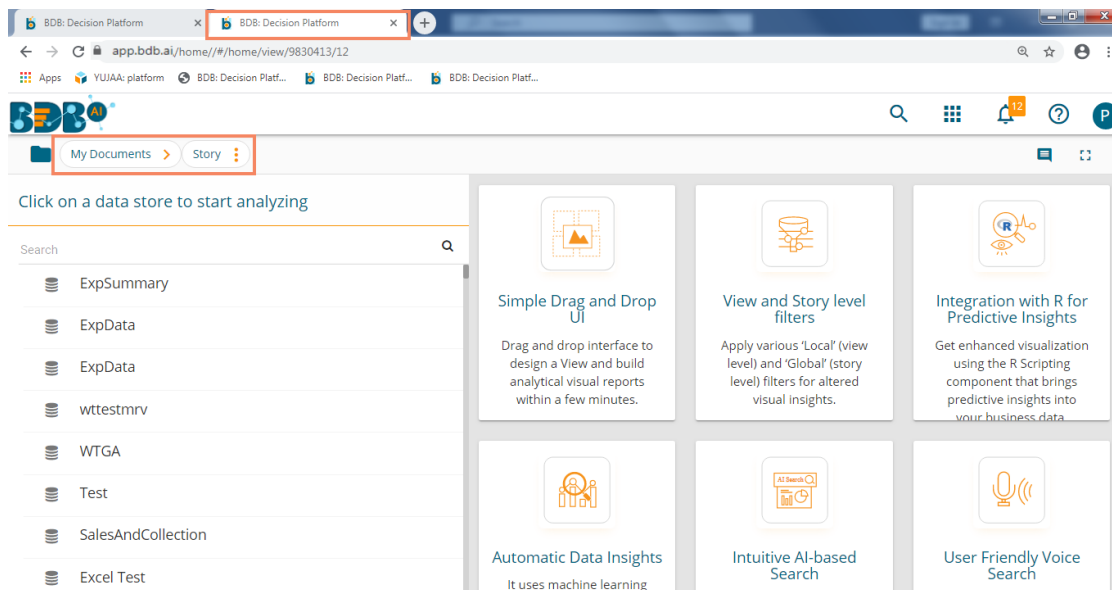 BDB: Decision Platform
BDB: Decision Platform
app.bdb.ai/home//#/home/view/9830413/12
Apps YUJAA: platform BDB: Decision Platf... BDB: Decision Platf... BDB: Decision Platf...
BDB AI
12
P
My Documents
Story
Click on a data store to start analyzing
Search
ExpSummary
ExpData
ExpData
wttestmrv
WTGA
Test
SalesAndCollection
Excel Test
Simple Drag and Drop
UI
Drag and drop interface to
design a View and build
analytical visual reports
within a few minutes.
View and Story level
filters
Apply various ‘Local’ (view
level) and ‘Global’ (story
level) filters for altered
visual insights.
R
Integration with R for
Predictive Insights
Get enhanced visualization
using the R Scripting
component that brings
predictive insights into
your business data
Automatic Data Insights
It uses machine learning
AI Search
Intuitive AI-based
Search
User Friendly Voice
Search